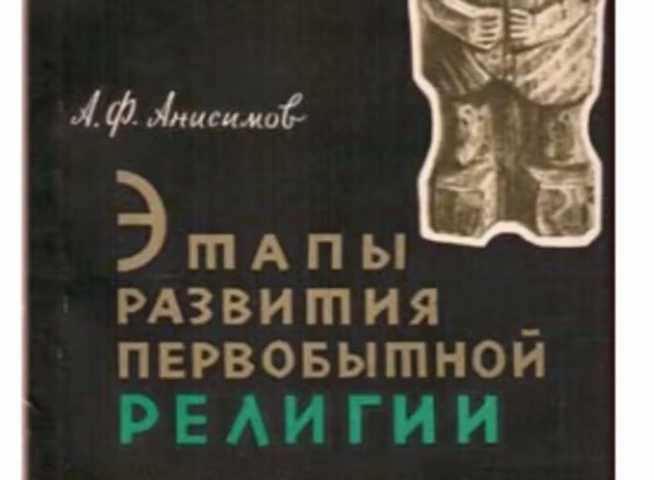 А. Ф. Анисимов
Этапы
РАЗВИТИЯ
ПЕРВОБЫТНОЙ
РЕЛИГИИ